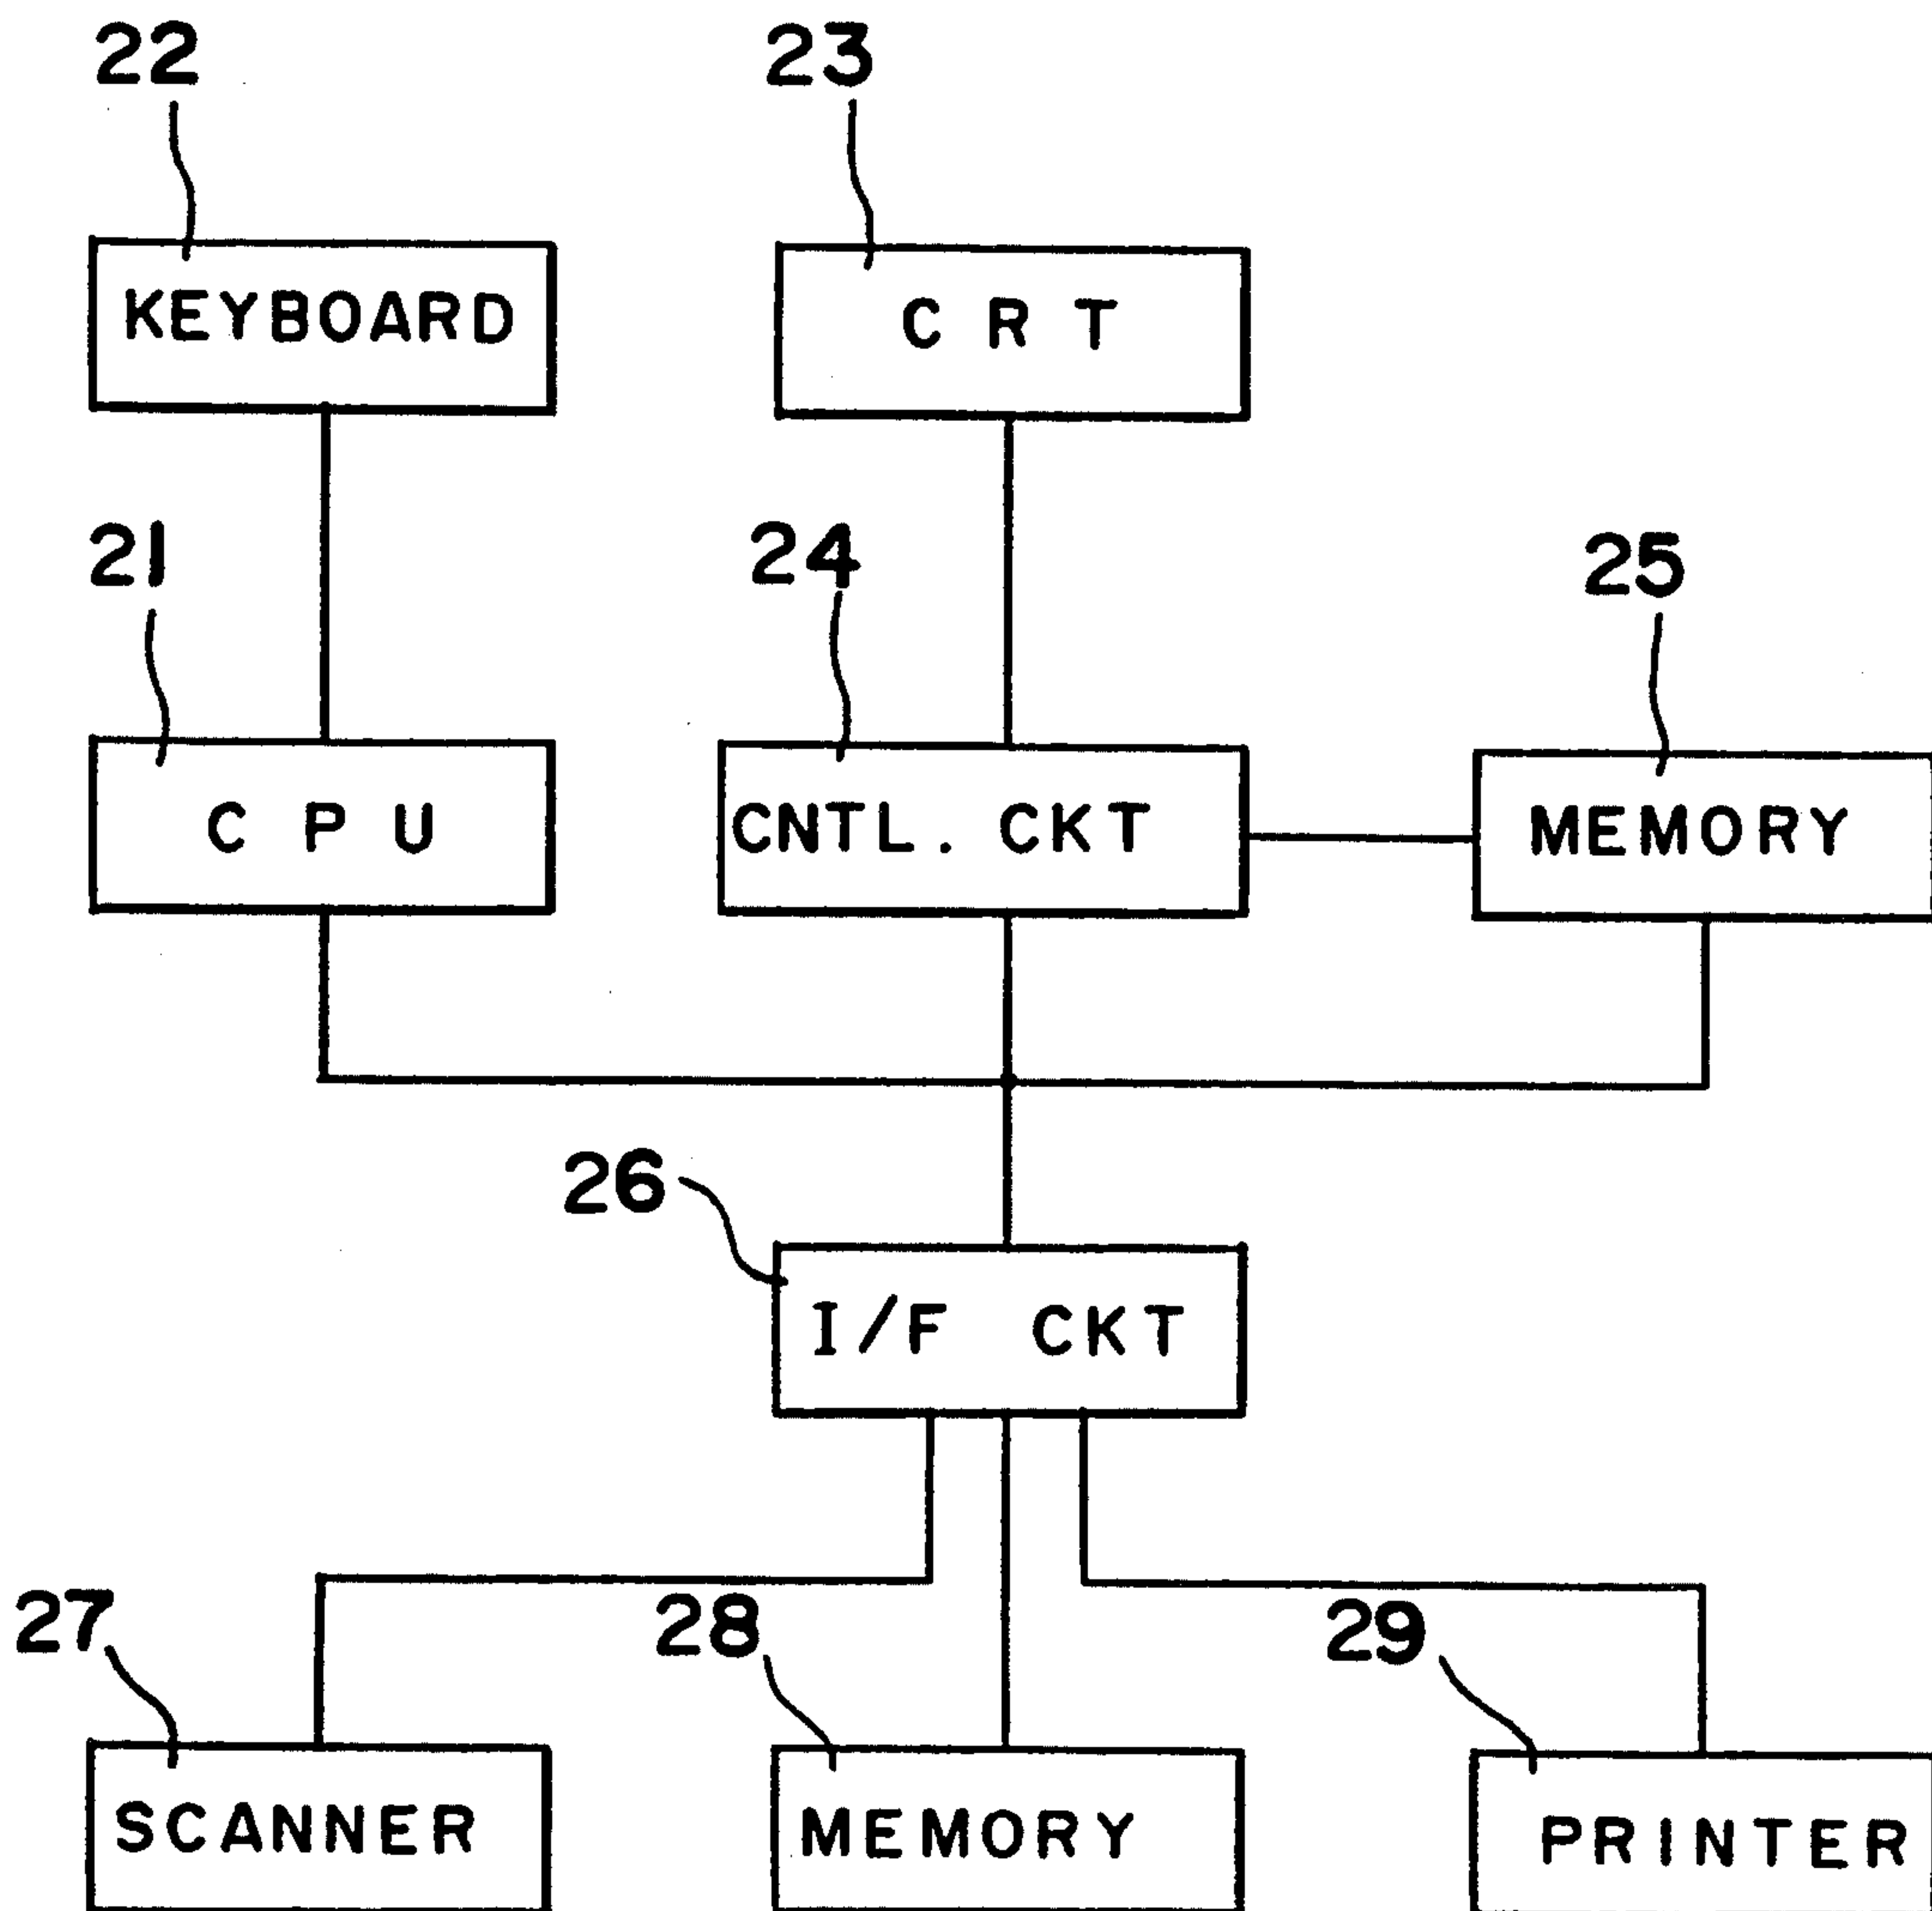 22
23
KEYBOARD
C R T
21
24
25
C P U
CNTL. CKT
MEMORY
26
I/F CKT
27
28
29
SCANNER
MEMORY
PRINTER